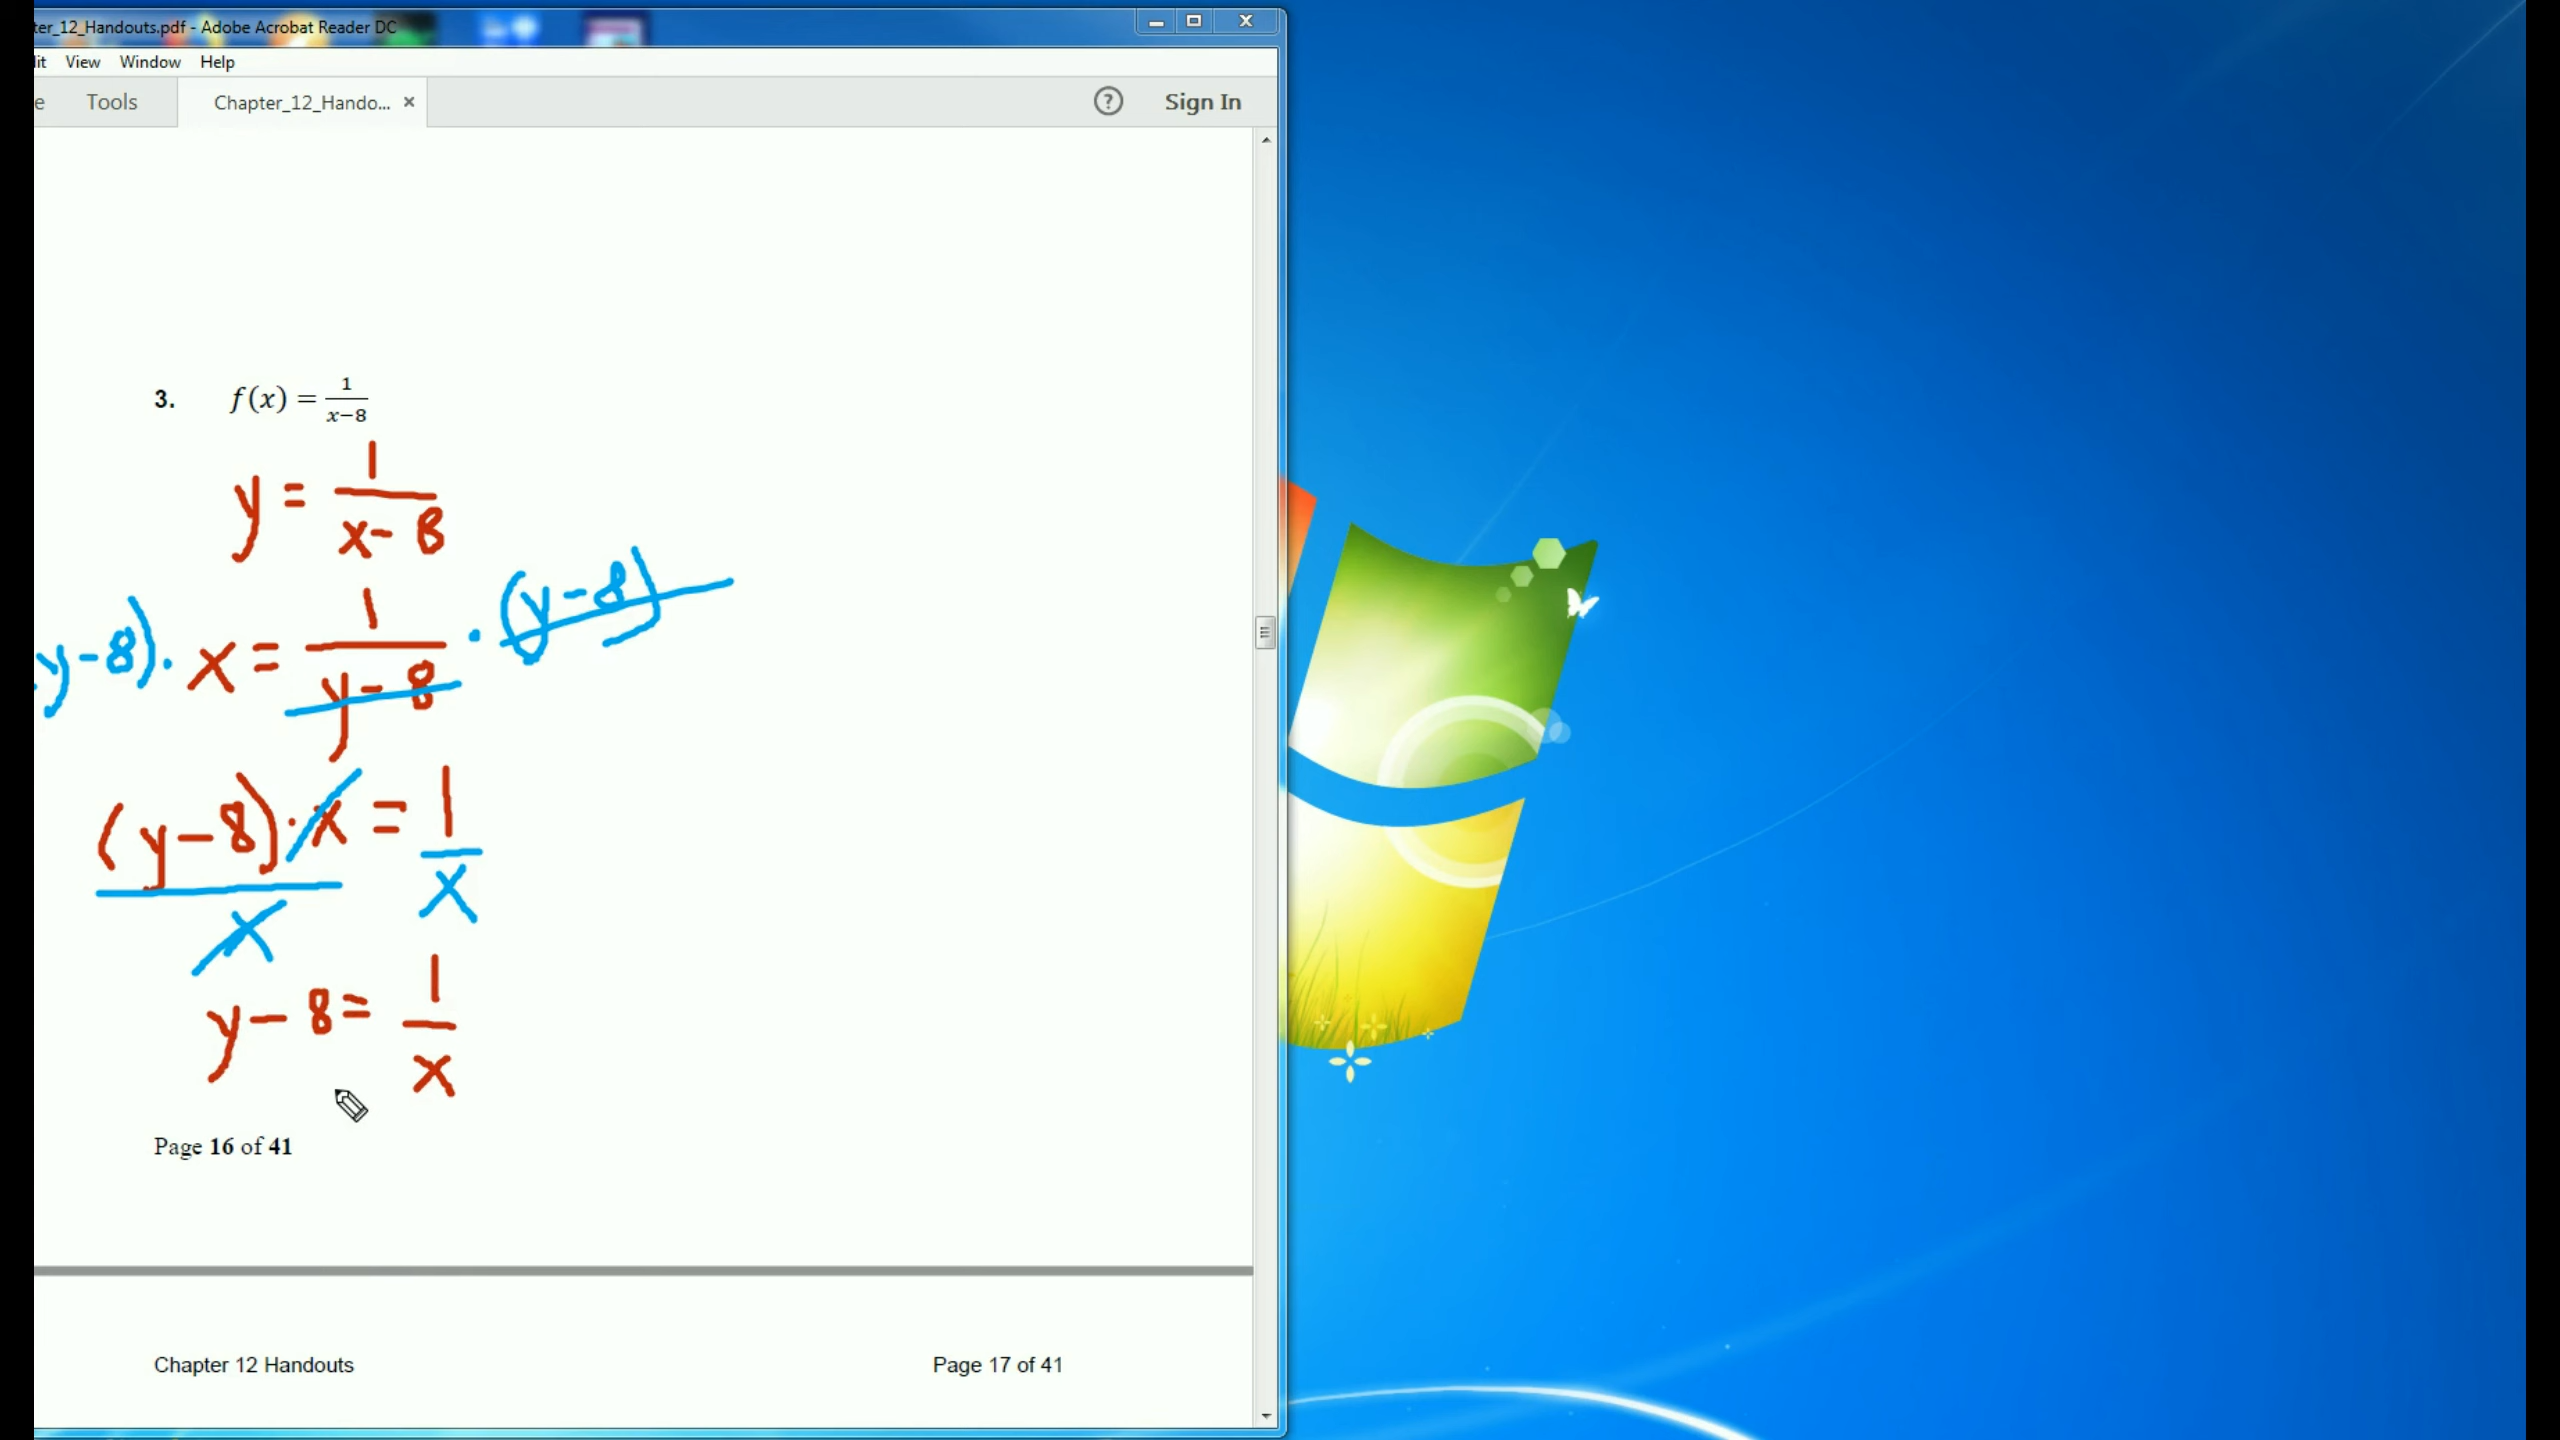 ter_12_Handouts.pdf - Adobe Acrobat Reader DC
it View Window Help
e Tools Chapter_12_Hando... × ? Sign In
3. f(x) = 1/(x−8)
y = 1/(x−8)
y−8) · x = 1/(y−8) · (y−8)
(y−8) · x / x = 1/x
y−8 = 1/x
Page 16 of 41
Chapter 12 Handouts Page 17 of 41